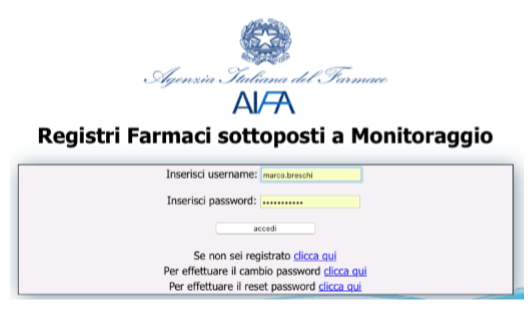 Agenzia Italiana del Farmaco
AIFA
Registri Farmaci sottoposti a Monitoraggio
Inserisci username: marco.breschi
Inserisci password: •••••••••••
accedi
Se non sei registrato clicca qui
Per effettuare il cambio password clicca qui
Per effettuare il reset password clicca qui